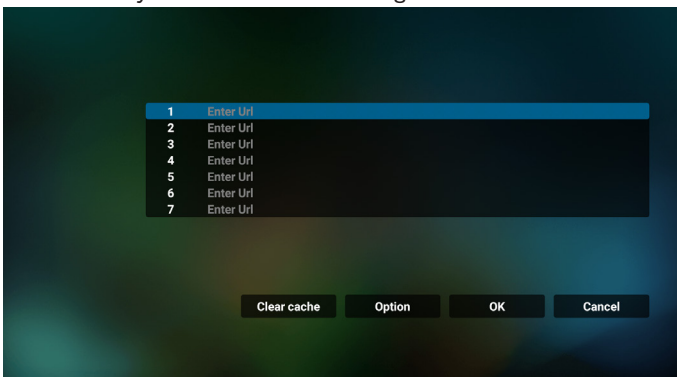 1 Enter Url
2 Enter Url
3 Enter Url
4 Enter Url
5 Enter Url
6 Enter Url
7 Enter Url
Clear cache Option OK Cancel